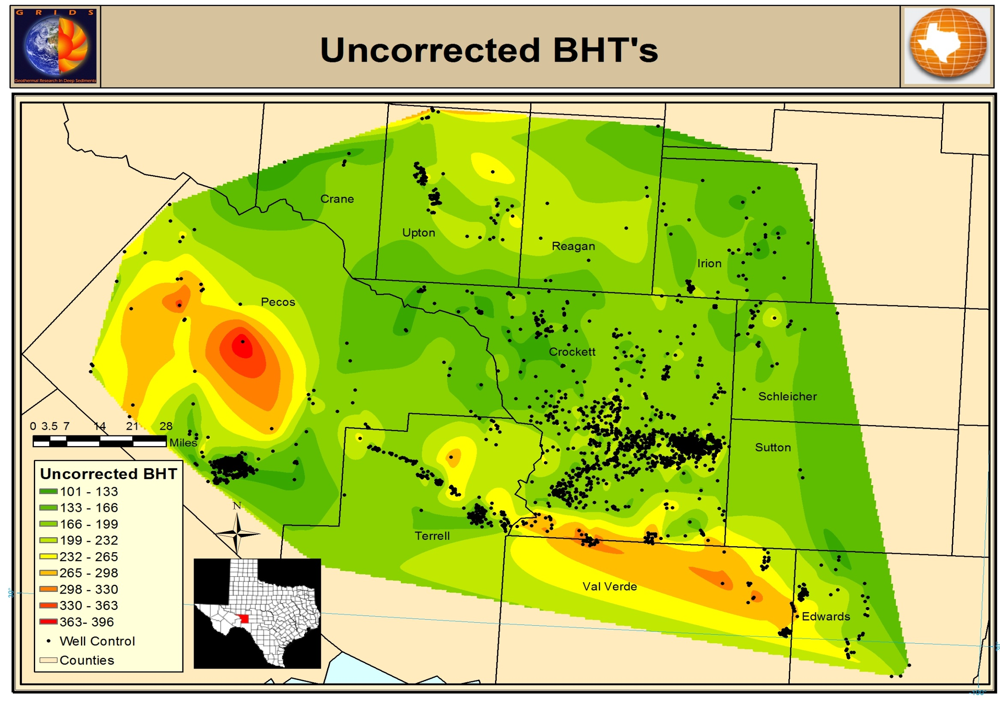 G R I D S
Geothermal Research In Deep Sediments
Uncorrected BHT's
Crane
Upton
Reagan
Irion
Pecos
Crockett
Schleicher
0 3.5 7 14 21 28
Miles
Sutton
Terrell
Val Verde
Edwards
Uncorrected BHT
101 - 133
133 - 166
166 - 199
199 - 232
232 - 265
265 - 298
298 - 330
330 - 363
363- 396
Well Control
Counties
N
30°
-100°